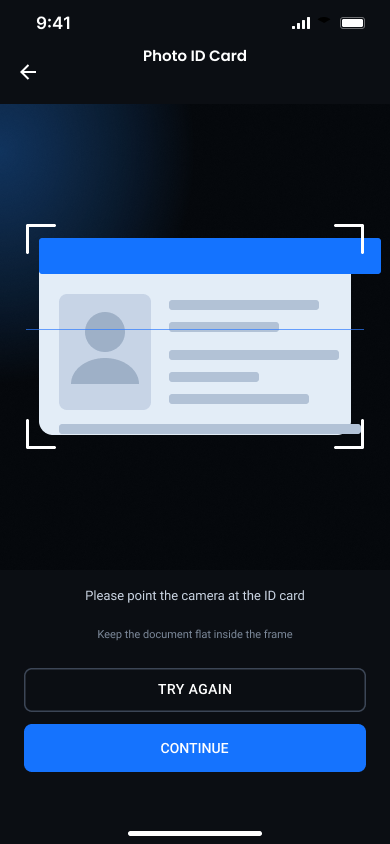 9:41
Photo ID Card
Please point the camera at the ID card
Keep the document flat inside the frame
TRY AGAIN
CONTINUE